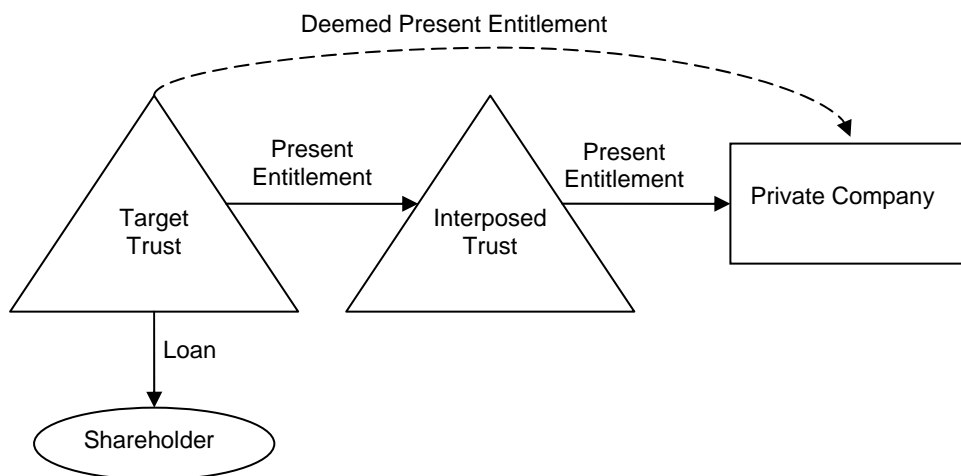 Deemed Present Entitlement
Present
Entitlement
Present
Entitlement
Private Company
Target
Trust
Interposed
Trust
Loan
Shareholder